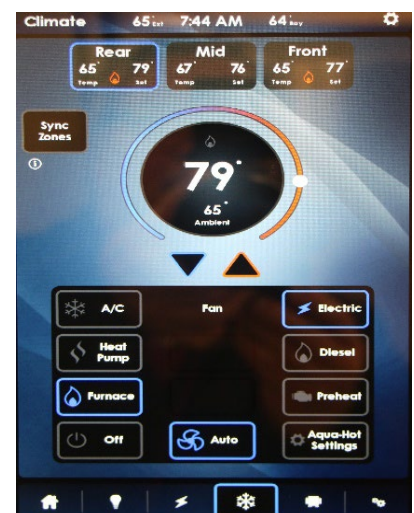 Climate 65° Ext 7:44 AM 64° Bay
Rear Mid Front
65° 79° 67° 76° 65° 77°
Temp Set Temp Set Temp Set
Sync
Zones
79°
65°
Ambient
A/C Fan Electric
Heat
Pump
Diesel
Furnace Preheat
Off Auto Aqua-Hot
Settings